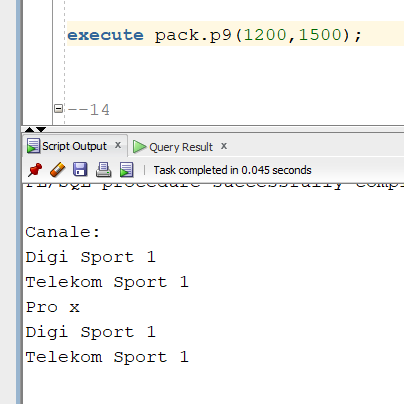 execute pack.p9(1200,1500);
--14
Script Output x Query Result x
Task completed in 0.045 seconds
PL/SQL procedure successfully compl
Canale:
Digi Sport 1
Telekom Sport 1
Pro x
Digi Sport 1
Telekom Sport 1